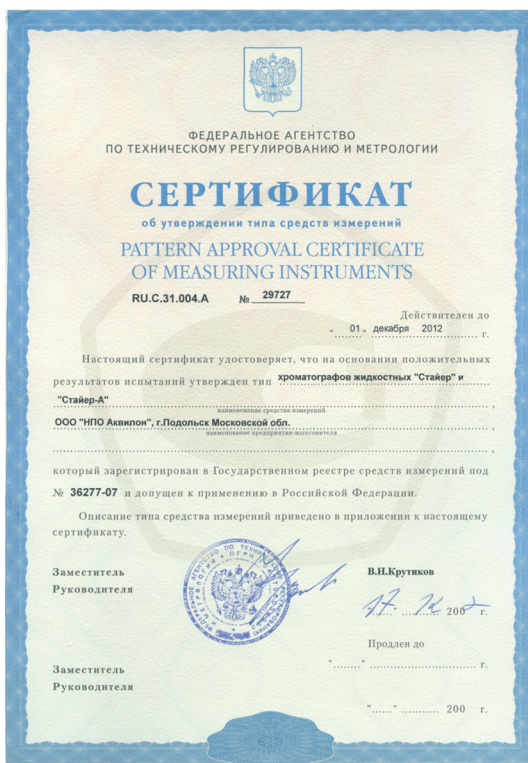 ФЕДЕРАЛЬНОЕ АГЕНТСТВО
ПО ТЕХНИЧЕСКОМУ РЕГУЛИРОВАНИЮ И МЕТРОЛОГИИ
СЕРТИФИКАТ
об утверждении типа средств измерений
PATTERN APPROVAL CERTIFICATE
OF MEASURING INSTRUMENTS
RU.C.31.004.A № 29727
Действителен до
" 01 " декабря 2012 г.
Настоящий сертификат удостоверяет, что на основании положительных
результатов испытаний утвержден тип хроматографов жидкостных "Стайер" и
"Стайер-А" ,
наименование средства измерений
ООО "НПО Аквилон", г.Подольск Московской обл.
наименование предприятия-изготовителя
,
который зарегистрирован в Государственном реестре средств измерений под
№ 36277-07 и допущен к применению в Российской Федерации.
Описание типа средства измерений приведено в приложении к настоящему
сертификату.
Заместитель
Руководителя
В.Н.Крутиков
17. 12 2007 г.
Продлен до
"........" ............................ г.
Заместитель
Руководителя
"......" .......... 200 г.